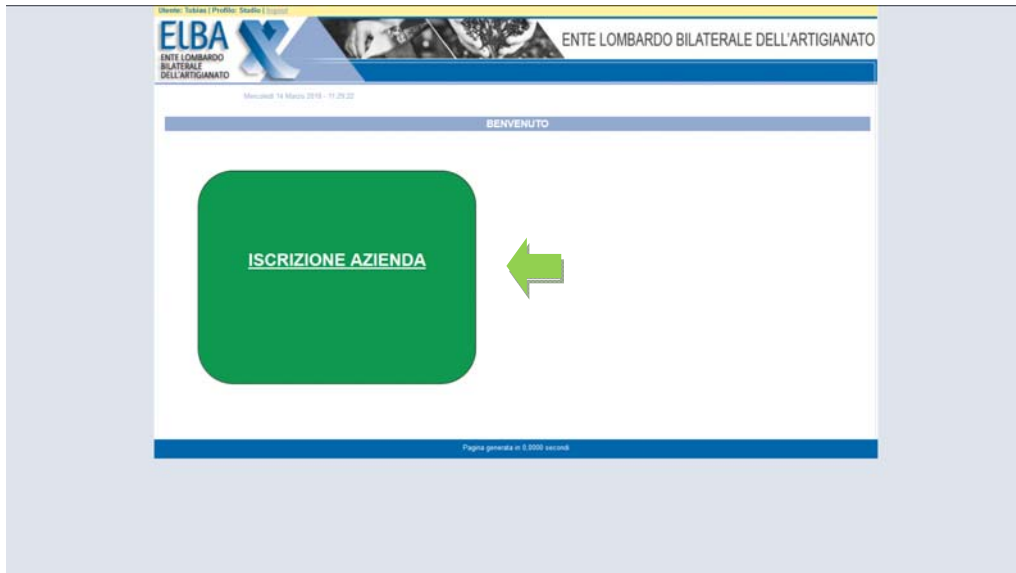 Utente: Tobias | Profilo: Studio | logout
ELBA
ENTE LOMBARDO
BILATERALE
DELL'ARTIGIANATO
ENTE LOMBARDO BILATERALE DELL'ARTIGIANATO
Mercoledì 14 Marzo - 11:29:22
BENVENUTO
ISCRIZIONE AZIENDA
Pagina generata in 0,0000 secondi